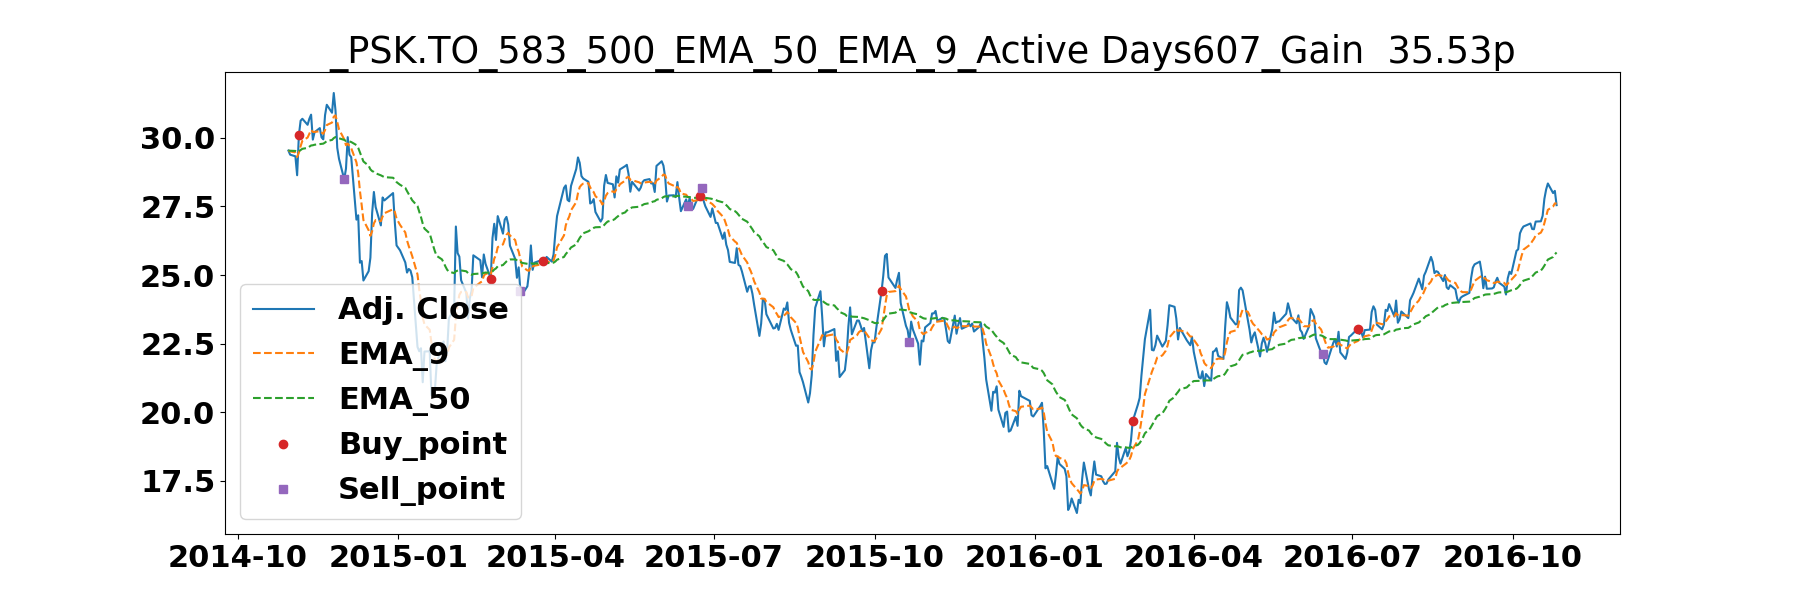 _PSK.TO_583_500_EMA_50_EMA_9_Active Days607_Gain  35.53p
30.0
27.5
25.0
22.5
20.0
17.5
Adj. Close
EMA_9
EMA_50
Buy_point
Sell_point
2014-10 2015-01 2015-04 2015-07 2015-10 2016-01 2016-04 2016-07 2016-10